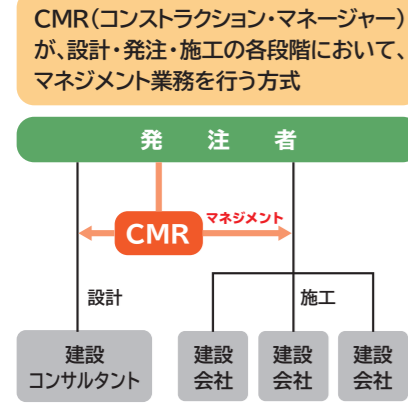 CMR(コンストラクション・マネージャー)
が、設計・発注・施工の各段階において、
マネジメント業務を行う方式
発注者
CMR
マネジメント
設計
施工
建設
コンサルタント
建設
会社
建設
会社
建設
会社